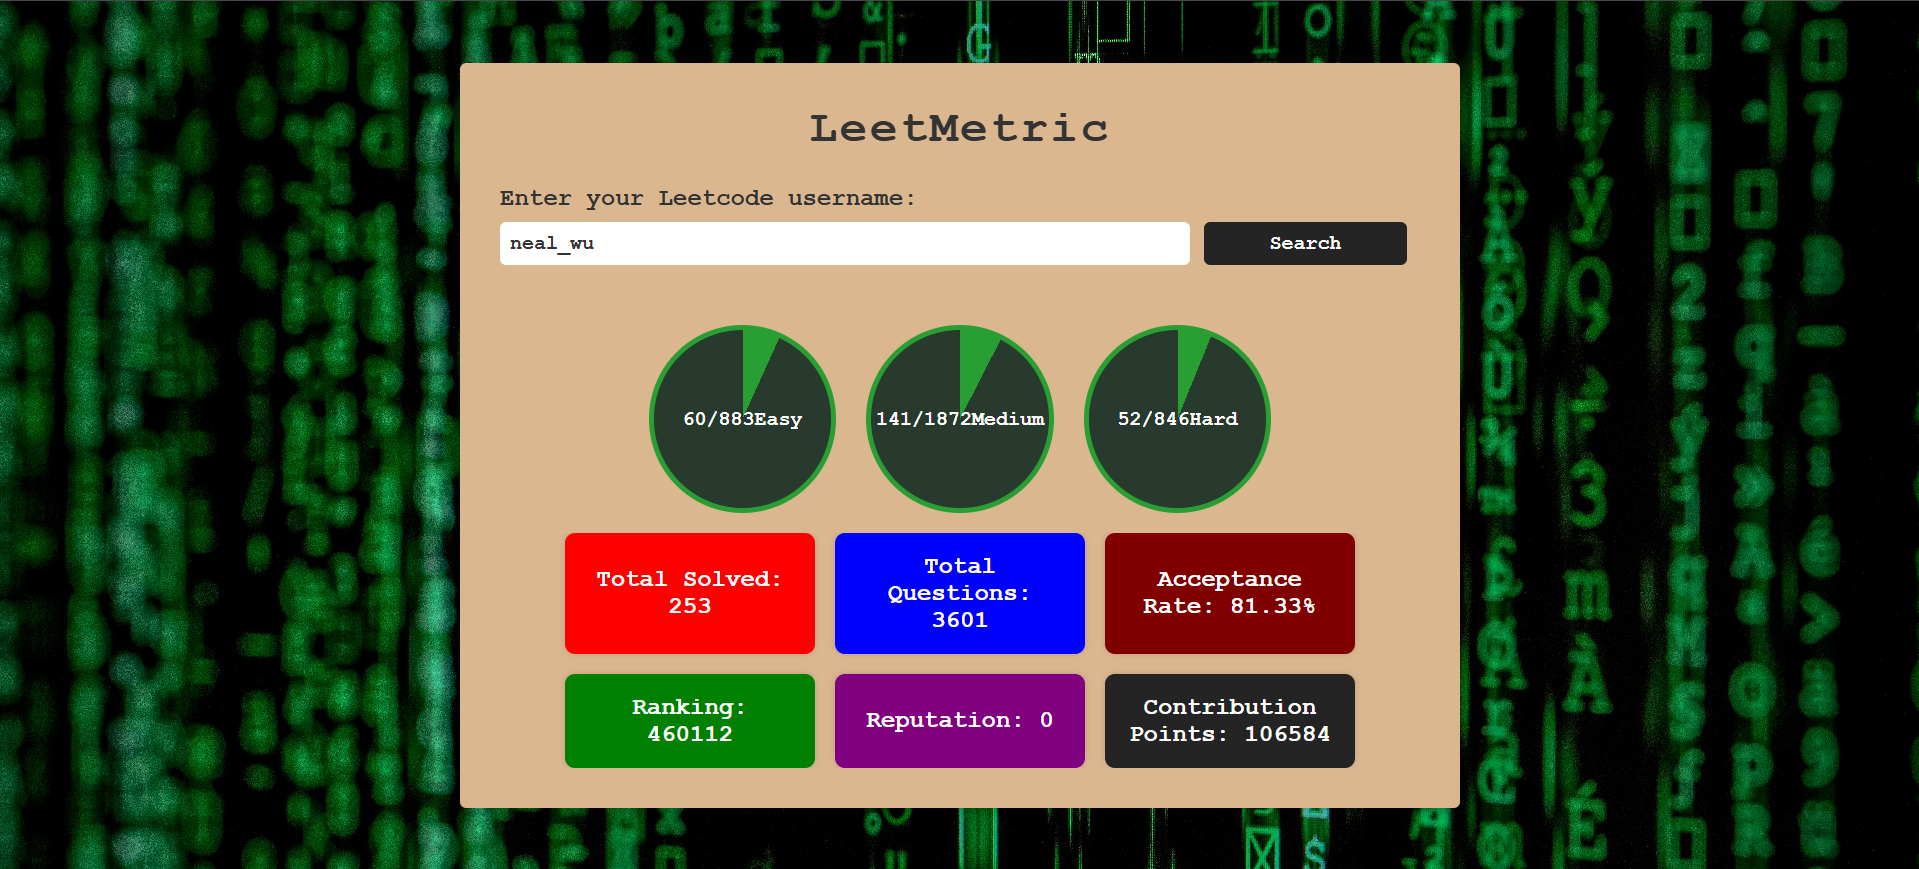 LeetMetric
Enter your Leetcode username:
neal_wu
Search
60/883Easy
141/1872Medium
52/846Hard
Total Solved:
253
Total
Questions:
3601
Acceptance
Rate: 81.33%
Ranking:
460112
Reputation: 0
Contribution
Points: 106584